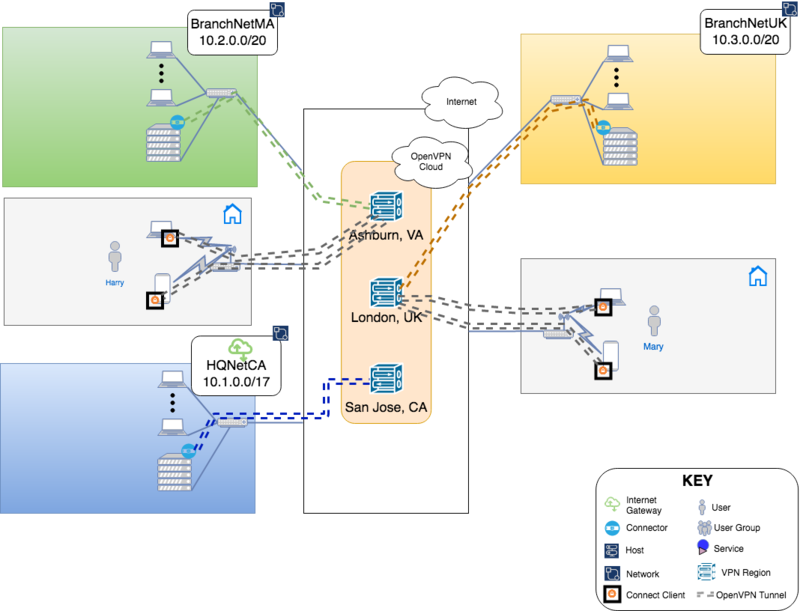 BranchNetMA
10.2.0.0/20
BranchNetUK
10.3.0.0/20
Internet
OpenVPN
Cloud
Ashburn, VA
Harry
London, UK
Mary
HQNetCA
10.1.0.0/17
San Jose, CA
KEY
Internet
Gateway
User
Connector
User Group
Host
Service
Network
VPN Region
Connect Client
OpenVPN Tunnel